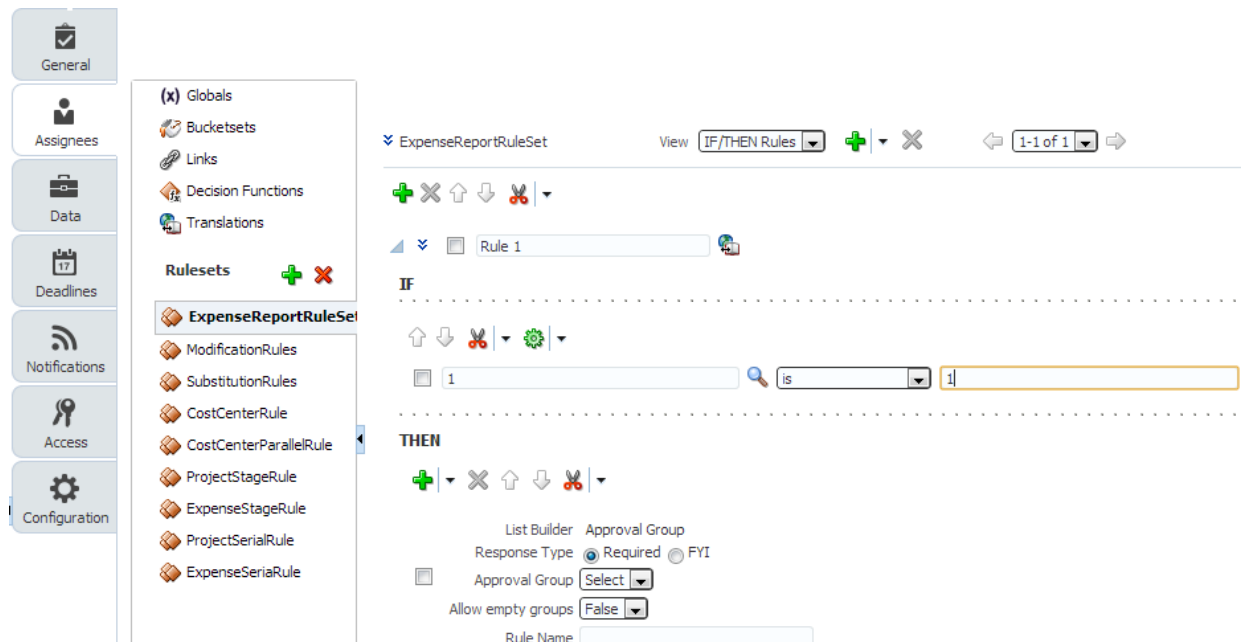 General
Assignees
Data
Deadlines
17
Notifications
Access
Configuration
(x) Globals
Bucketsets
Links
Decision Functions
Translations
Rulesets
ExpenseReportRuleSet
ModificationRules
SubstitutionRules
CostCenterRule
CostCenterParallelRule
ProjectStageRule
ExpenseStageRule
ProjectSerialRule
ExpenseSeriaRule
ExpenseReportRuleSet View IF/THEN Rules 1-1 of 1
Rule 1
IF
1 is 1
THEN
List Builder Approval Group
Response Type Required FYI
Approval Group Select
Allow empty groups False
Rule Name